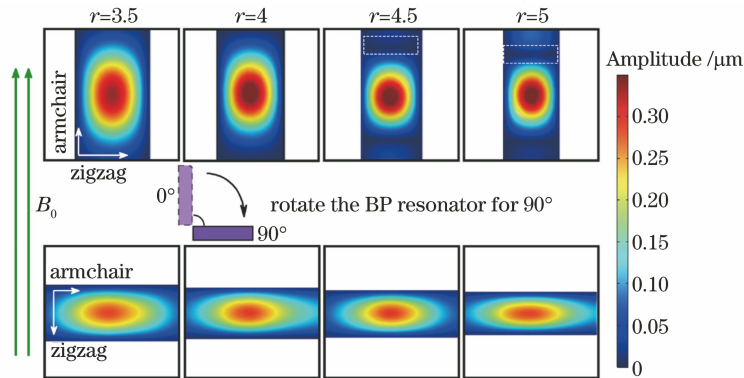 r=3.5 r=4 r=4.5 r=5
Amplitude /μm
armchair
zigzag
0.30
0.25
0.20
0.15
0.10
0.05
0
B₀
0°
rotate the BP resonator for 90°
90°
armchair
zigzag